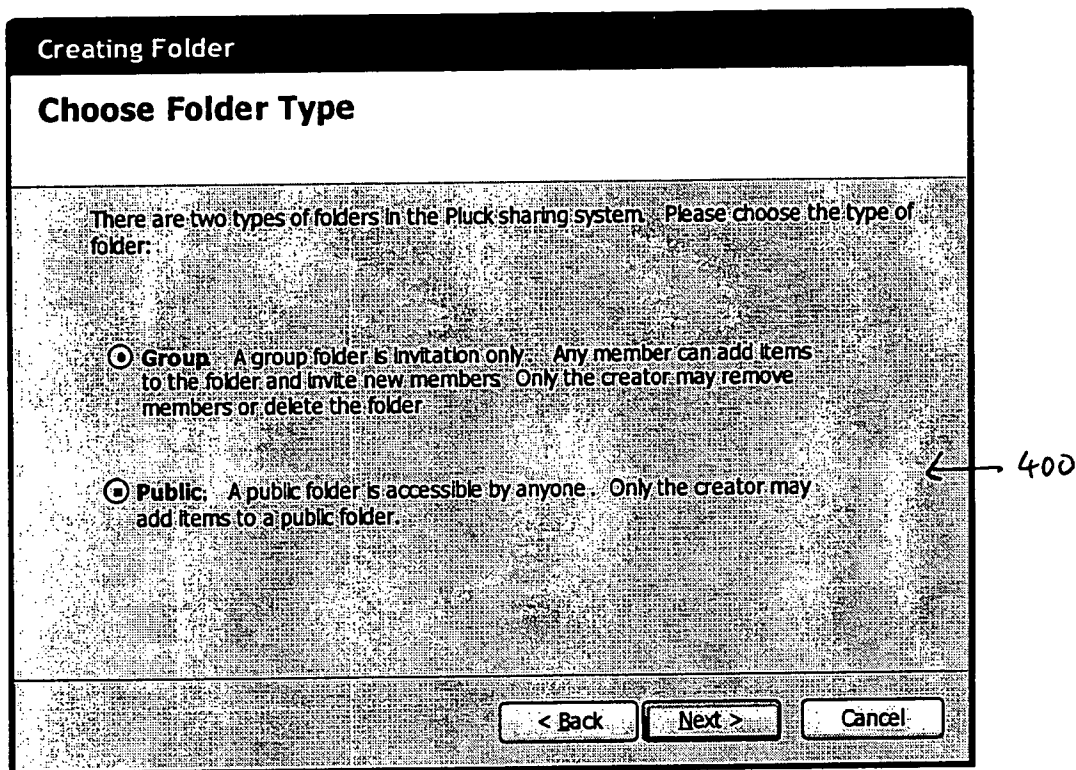 Creating Folder
Choose Folder Type
There are two types of folders in the Pluck sharing system. Please choose the type of
folder:
Group. A group folder is invitation only. Any member can add items
to the folder and invite new members. Only the creator may remove
members or delete the folder
Public. A public folder is accessible by anyone. Only the creator may
add items to a public folder.
400
< Back Next > Cancel